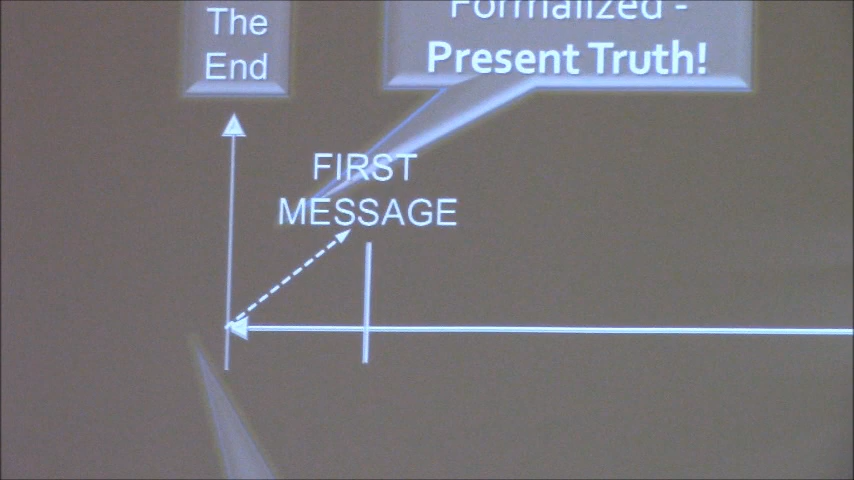 The
End
Formalized -
Present Truth!
FIRST
MESSAGE